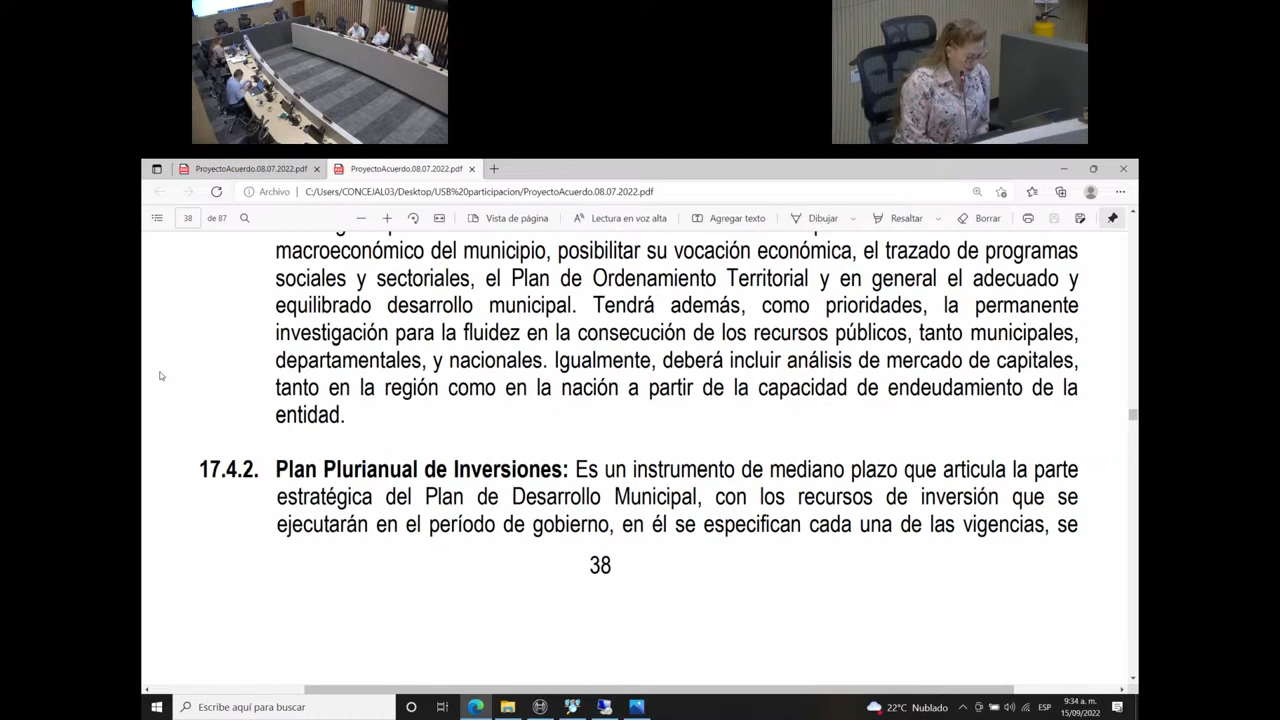 ProyectoAcuerdo.08.07.2022.pdf
ProyectoAcuerdo.08.07.2022.pdf
Archivo
C:/Users/CONCEJAL03/Desktop/USB%20participacion/ProyectoAcuerdo.08.07.2022.pdf
38 de 87
Vista de página
Lectura en voz alta
Agregar texto
Dibujar
Resaltar
Borrar
macroeconómico del municipio, posibilitar su vocación económica, el trazado de programas
sociales y sectoriales, el Plan de Ordenamiento Territorial y en general el adecuado y
equilibrado desarrollo municipal. Tendrá además, como prioridades, la permanente
investigación para la fluidez en la consecución de los recursos públicos, tanto municipales,
departamentales, y nacionales. Igualmente, deberá incluir análisis de mercado de capitales,
tanto en la región como en la nación a partir de la capacidad de endeudamiento de la
entidad.
17.4.2. Plan Plurianual de Inversiones: Es un instrumento de mediano plazo que articula la parte
estratégica del Plan de Desarrollo Municipal, con los recursos de inversión que se
ejecutarán en el período de gobierno, en él se especifican cada una de las vigencias, se
38
Escribe aquí para buscar
22°C Nublado
ESP
9:34 a. m.
15/09/2022